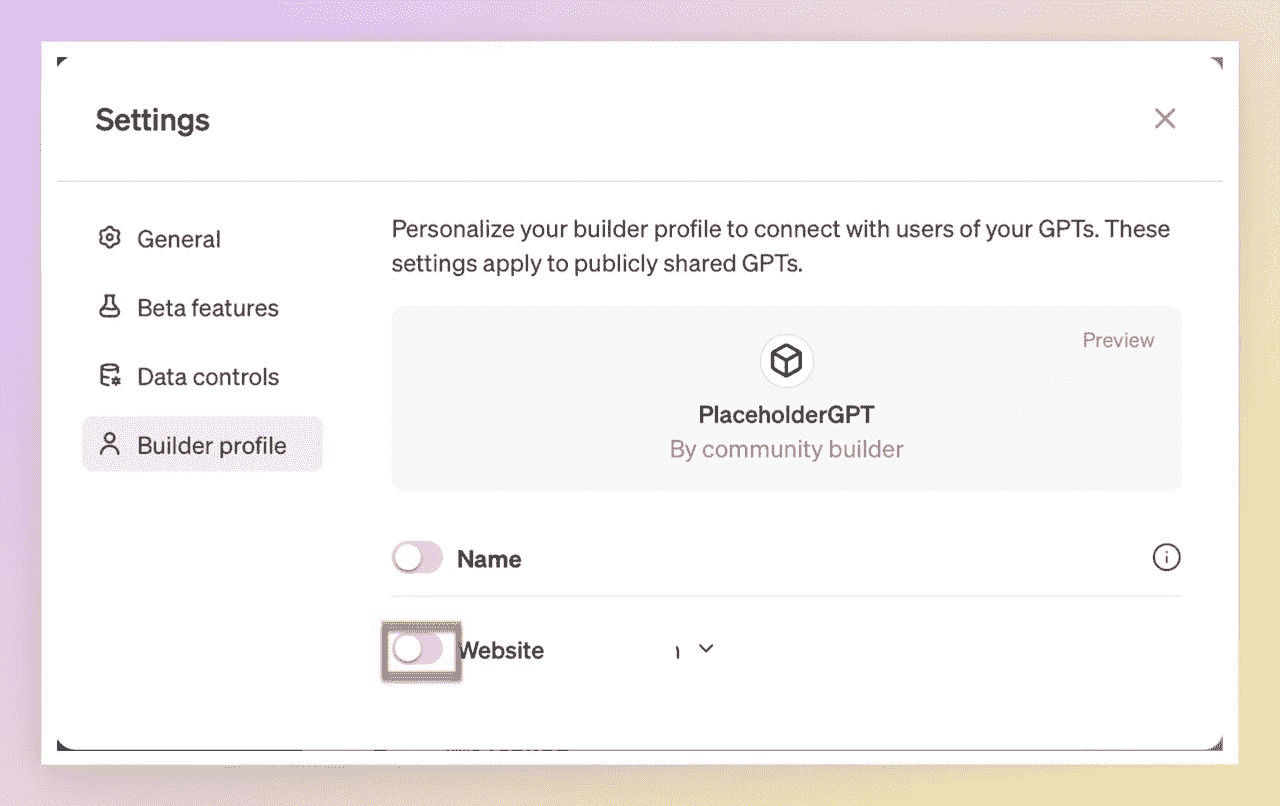 Settings
General
Beta features
Data controls
Builder profile
Personalize your builder profile to connect with users of your GPTs. These
settings apply to publicly shared GPTs.
Preview
PlaceholderGPT
By community builder
Name
Website